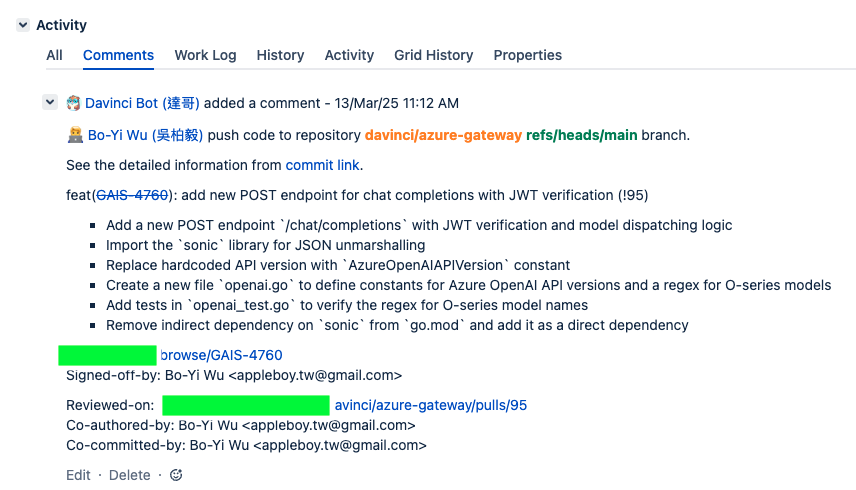 Activity
All Comments Work Log History Activity Grid History Properties
Davinci Bot (達哥) added a comment - 13/Mar/25 11:12 AM
Bo-Yi Wu (吳柏毅) push code to repository davinci/azure-gateway refs/heads/main branch.
See the detailed information from commit link.
feat(GAIS-4760): add new POST endpoint for chat completions with JWT verification (!95)
Add a new POST endpoint `/chat/completions` with JWT verification and model dispatching logic
Import the `sonic` library for JSON unmarshalling
Replace hardcoded API version with `AzureOpenAIAPIVersion` constant
Create a new file `openai.go` to define constants for Azure OpenAI API versions and a regex for O-series models
Add tests in `openai_test.go` to verify the regex for O-series model names
Remove indirect dependency on `sonic` from `go.mod` and add it as a direct dependency
browse/GAIS-4760
Signed-off-by: Bo-Yi Wu <appleboy.tw@gmail.com>
Reviewed-on: avinci/azure-gateway/pulls/95
Co-authored-by: Bo-Yi Wu <appleboy.tw@gmail.com>
Co-committed-by: Bo-Yi Wu <appleboy.tw@gmail.com>
Edit · Delete ·